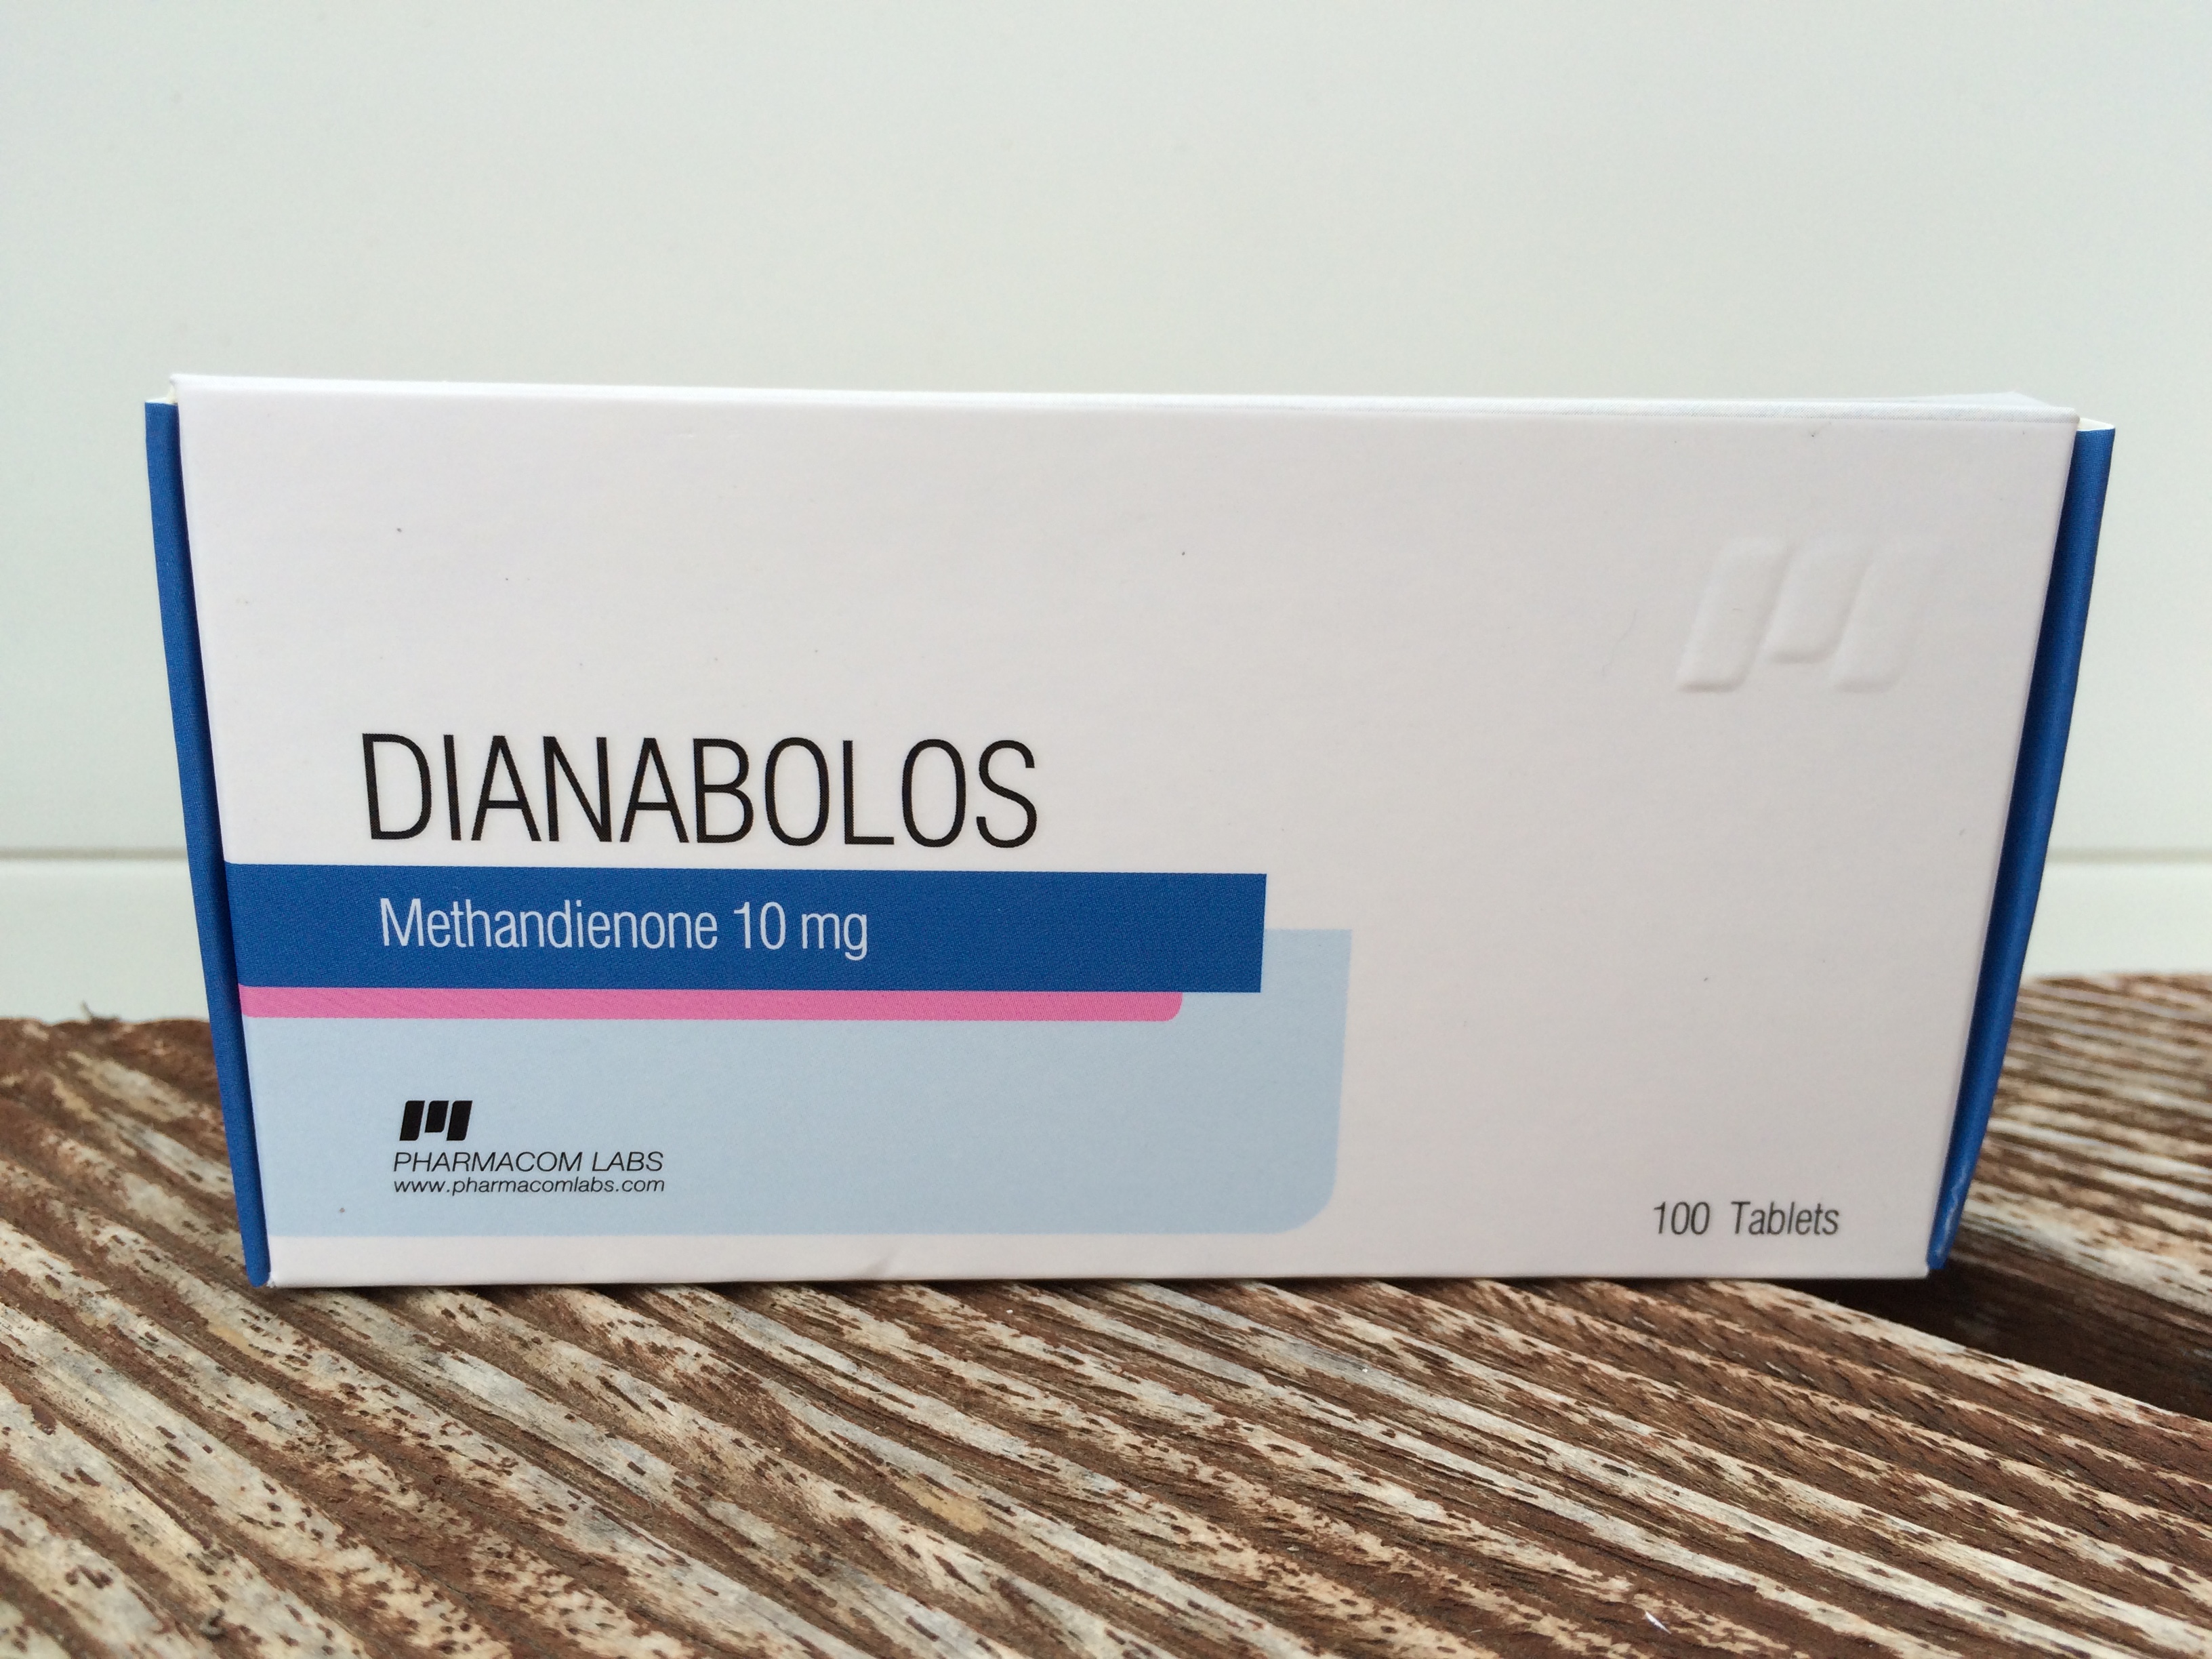 DIANABOLOS
Methandienone 10 mg
PHARMACOM LABS
www.pharmacomlabs.com
100 Tablets